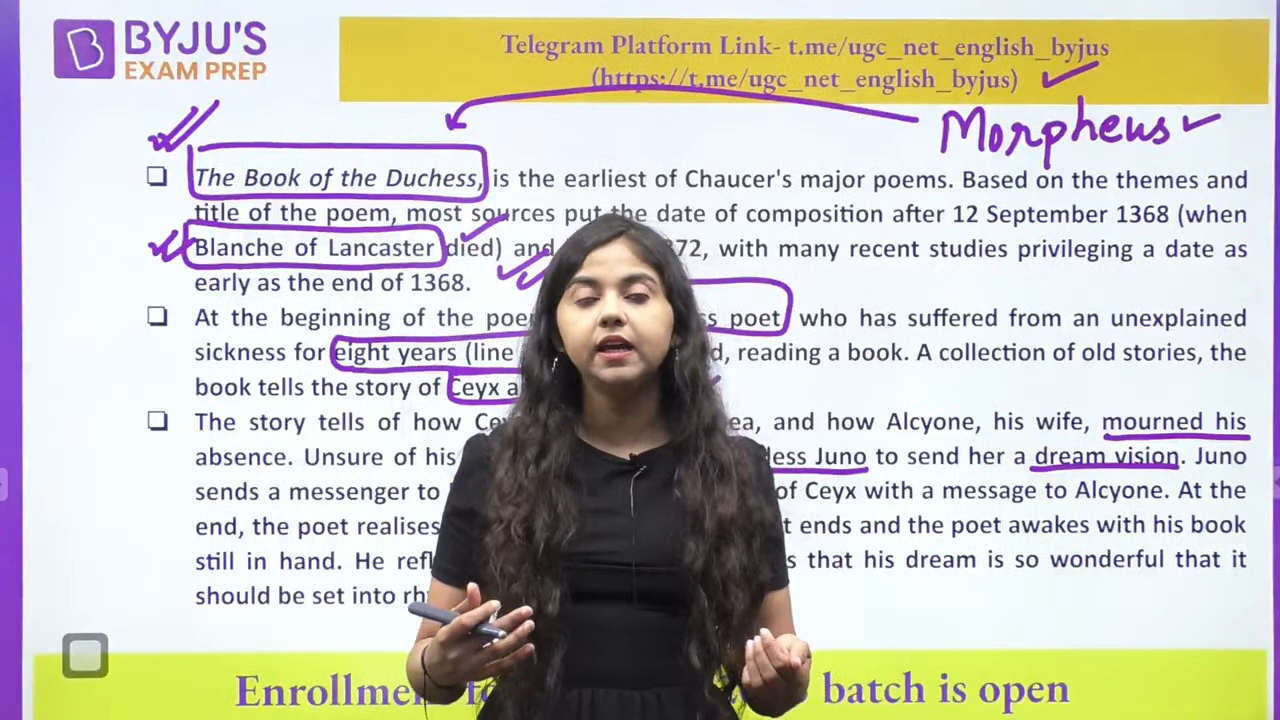 BYJU'S
EXAM PREP
Telegram Platform Link- t.me/ugc_net_english_byjus
(https://t.me/ugc_net_english_byjus)
Morpheus
The Book of the Duchess, is the earliest of Chaucer's major poems. Based on the themes and
title of the poem, most sources put the date of composition after 12 September 1368 (when
Blanche of Lancaster died) and 72, with many recent studies privileging a date as
early as the end of 1368.
At the beginning of the poe ss poet, who has suffered from an unexplained
sickness for eight years (line d, reading a book. A collection of old stories, the
book tells the story of Ceyx a
The story tells of how Ce ea, and how Alcyone, his wife, mourned his
absence. Unsure of his dess Juno to send her a dream vision. Juno
sends a messenger to of Ceyx with a message to Alcyone. At the
end, the poet realises t ends and the poet awakes with his book
still in hand. He refl s that his dream is so wonderful that it
should be set into rh
Enrollmen batch is open